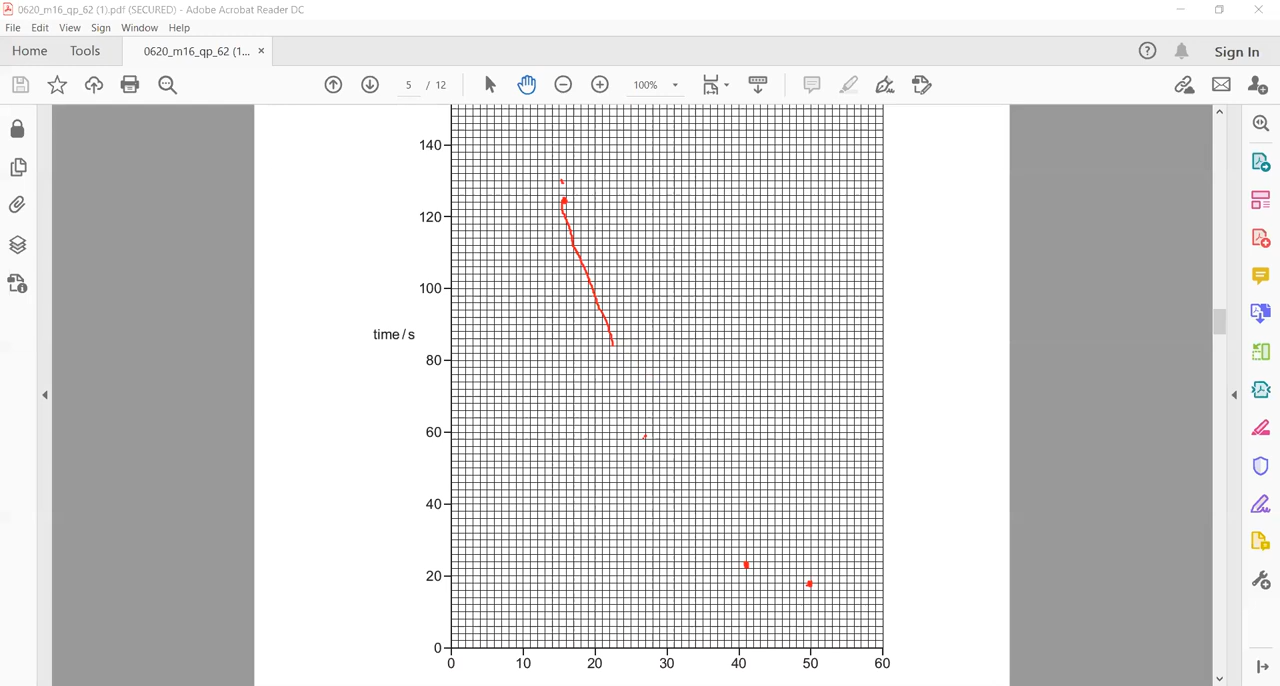 0620_m16_qp_62 (1).pdf (SECURED) - Adobe Acrobat Reader DC
File Edit View Sign Window Help
Home Tools 0620_m16_qp_62 (1... × Sign In
5 / 12 100%
140
120
100
time / s
80
60
40
20
0
0 10 20 30 40 50 60